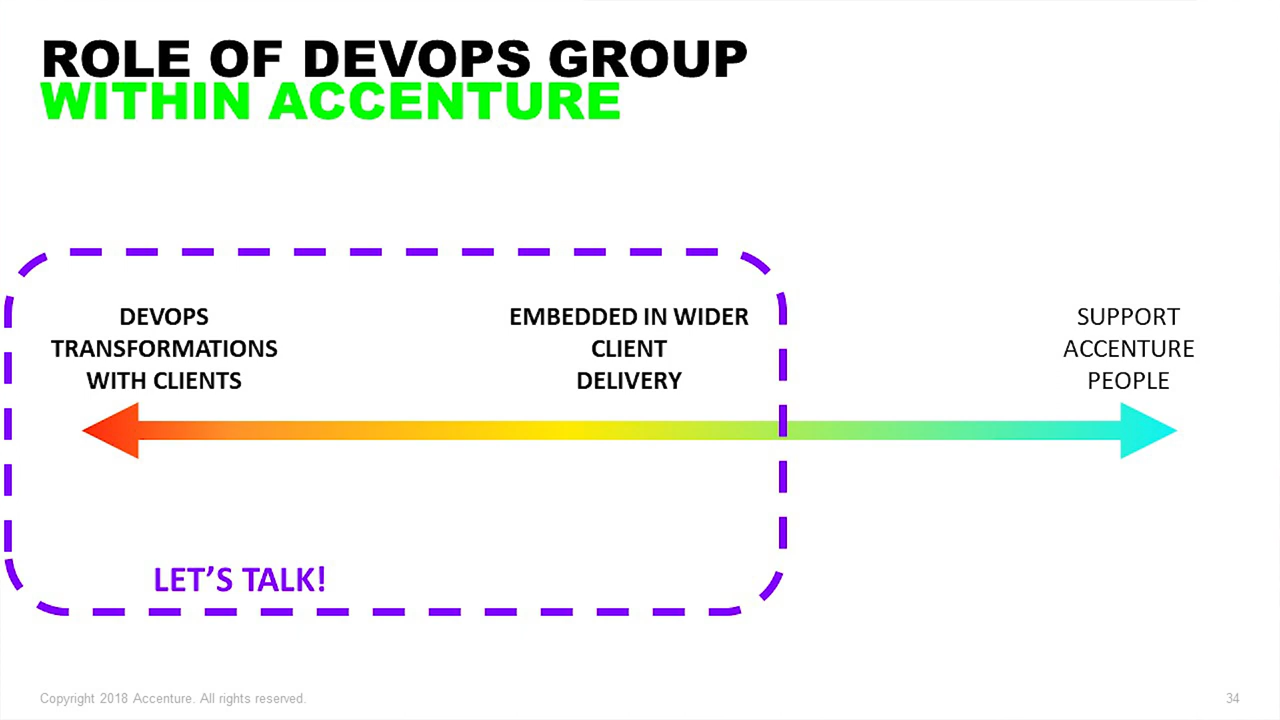 ROLE OF DEVOPS GROUP
WITHIN ACCENTURE
DEVOPS
TRANSFORMATIONS
WITH CLIENTS
EMBEDDED IN WIDER
CLIENT
DELIVERY
SUPPORT
ACCENTURE
PEOPLE
LET’S TALK!
Copyright 2018 Accenture. All rights reserved.
34